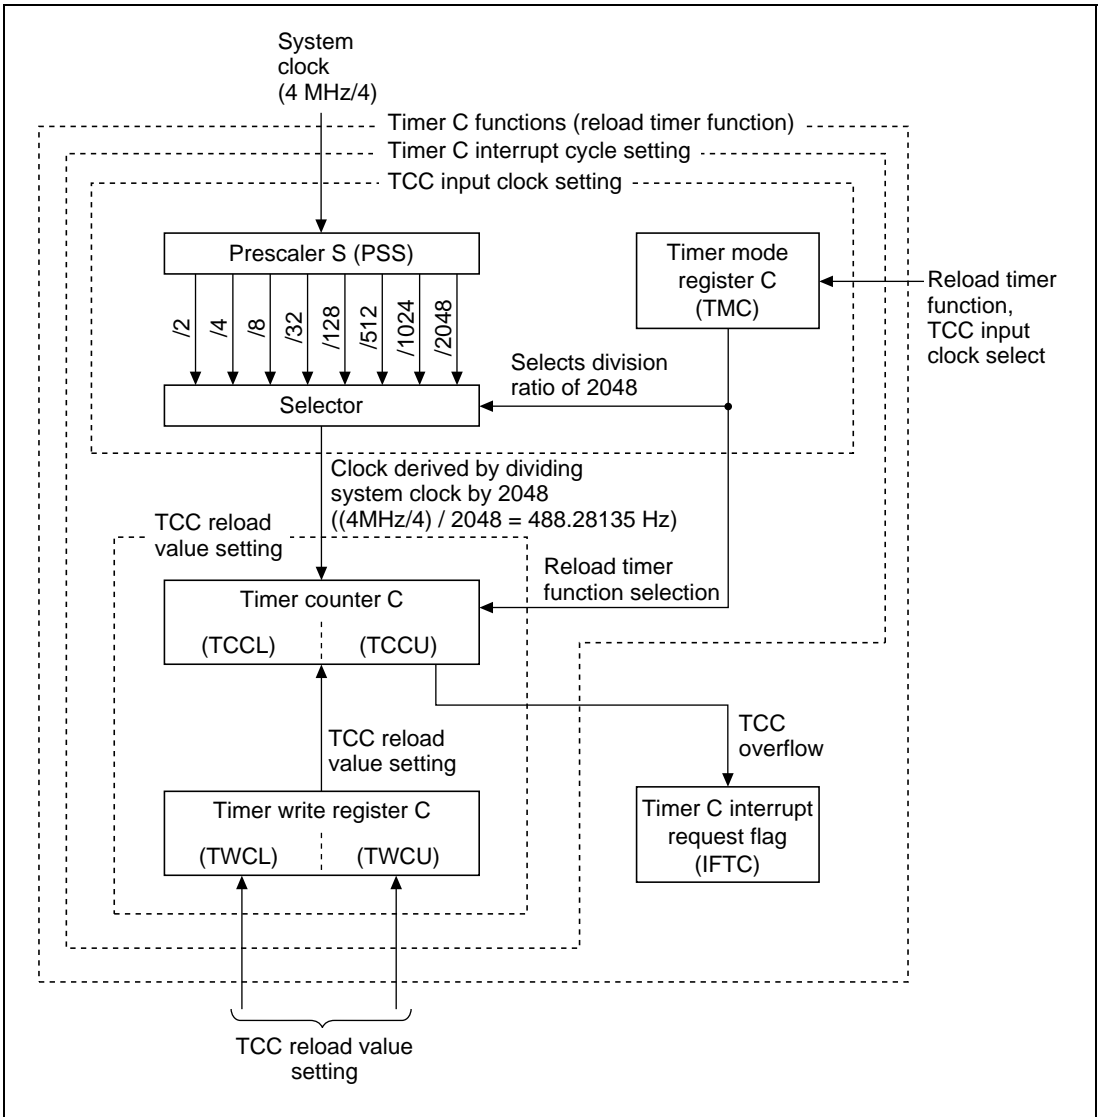 System
clock
(4 MHz/4)
Timer C functions (reload timer function)
Timer C interrupt cycle setting
TCC input clock setting
Prescaler S (PSS)
Timer mode
register C
(TMC)
Reload timer
function,
TCC input
clock select
/2
/4
/8
/32
/128
/512
/1024
/2048
Selects division
ratio of 2048
Selector
Clock derived by dividing
system clock by 2048
((4MHz/4) / 2048 = 488.28135 Hz)
TCC reload
value setting
Reload timer
function selection
Timer counter C
(TCCL)
(TCCU)
TCC reload
value setting
TCC
overflow
Timer write register C
(TWCL)
(TWCU)
Timer C interrupt
request flag
(IFTC)
TCC reload value
setting